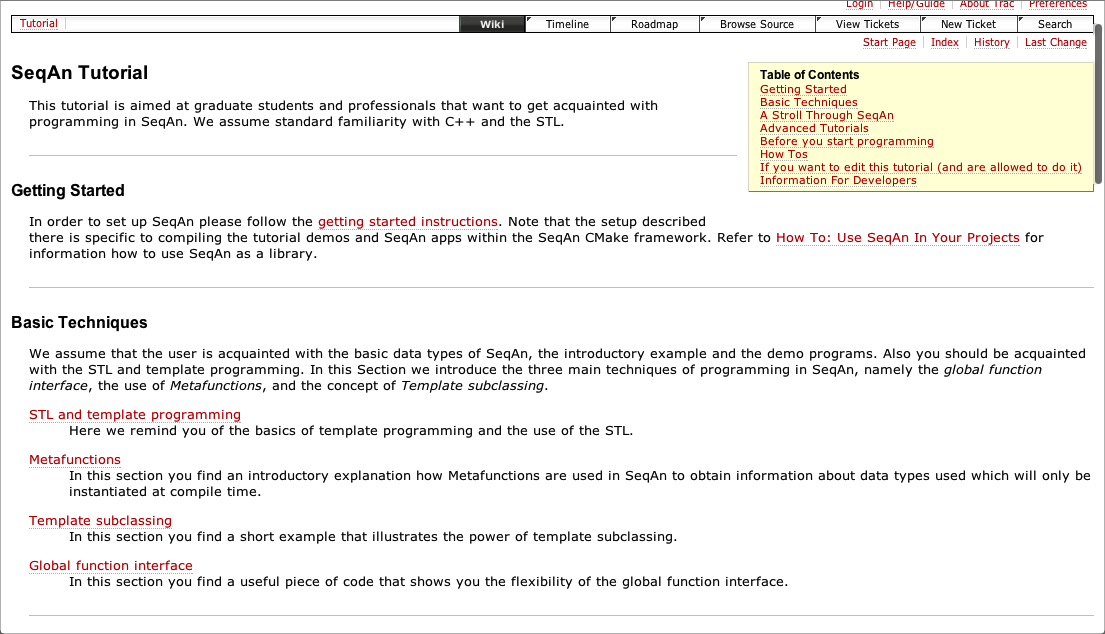 Login Help/Guide About Trac Preferences
Tutorial Wiki Timeline Roadmap Browse Source View Tickets New Ticket Search
Start Page Index History Last Change
SeqAn Tutorial
This tutorial is aimed at graduate students and professionals that want to get acquainted with
programming in SeqAn. We assume standard familiarity with C++ and the STL.
Table of Contents
Getting Started
Basic Techniques
A Stroll Through SeqAn
Advanced Tutorials
Before you start programming
How Tos
If you want to edit this tutorial (and are allowed to do it)
Information For Developers
Getting Started
In order to set up SeqAn please follow the getting started instructions. Note that the setup described
there is specific to compiling the tutorial demos and SeqAn apps within the SeqAn CMake framework. Refer to How To: Use SeqAn In Your Projects for
information how to use SeqAn as a library.
Basic Techniques
We assume that the user is acquainted with the basic data types of SeqAn, the introductory example and the demo programs. Also you should be acquainted
with the STL and template programming. In this Section we introduce the three main techniques of programming in SeqAn, namely the global function
interface, the use of Metafunctions, and the concept of Template subclassing.
STL and template programming
Here we remind you of the basics of template programming and the use of the STL.
Metafunctions
In this section you find an introductory explanation how Metafunctions are used in SeqAn to obtain information about data types used which will only be
instantiated at compile time.
Template subclassing
In this section you find a short example that illustrates the power of template subclassing.
Global function interface
In this section you find a useful piece of code that shows you the flexibility of the global function interface.